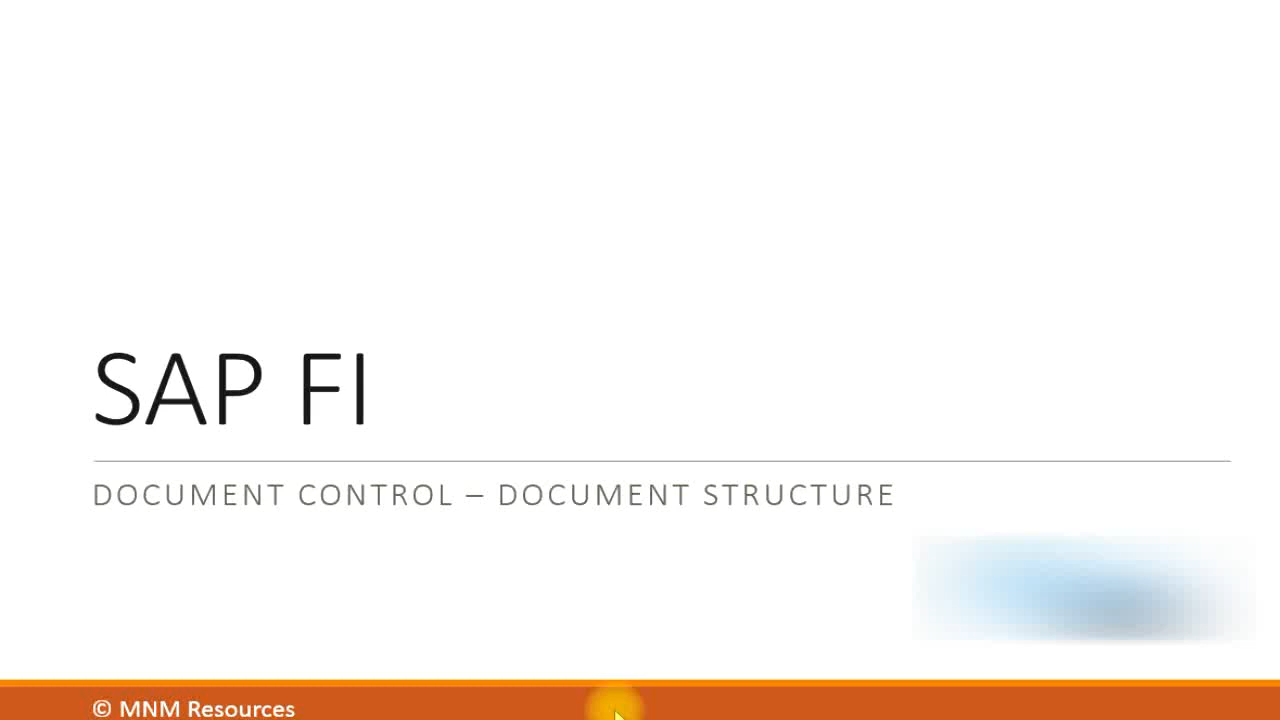 SAP FI
DOCUMENT CONTROL – DOCUMENT STRUCTURE
© MNM Resources